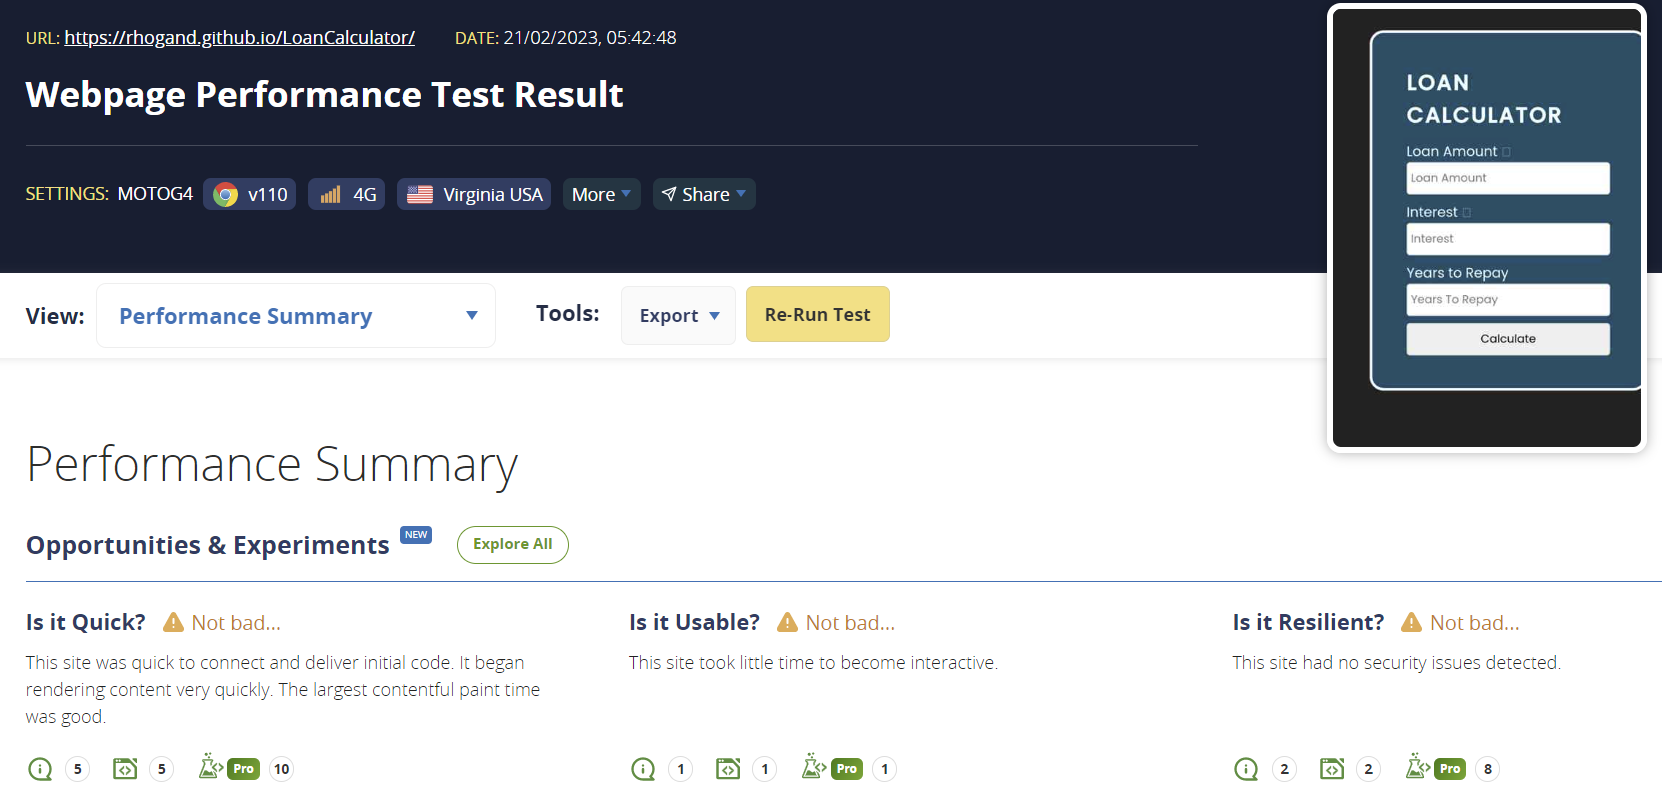 URL: https://rhogand.github.io/LoanCalculator/ DATE: 21/02/2023, 05:42:48
Webpage Performance Test Result
SETTINGS: MOTOG4 v110 4G Virginia USA More Share
LOAN
CALCULATOR
Loan Amount
Loan Amount
Interest
Interest
Years to Repay
Years To Repay
Calculate
View: Performance Summary Tools: Export Re-Run Test
Performance Summary
Opportunities & Experiments NEW Explore All
Is it Quick? Not bad...
This site was quick to connect and deliver initial code. It began
rendering content very quickly. The largest contentful paint time
was good.
5 5 Pro 10
Is it Usable? Not bad...
This site took little time to become interactive.
1 1 Pro 1
Is it Resilient? Not bad...
This site had no security issues detected.
2 2 Pro 8